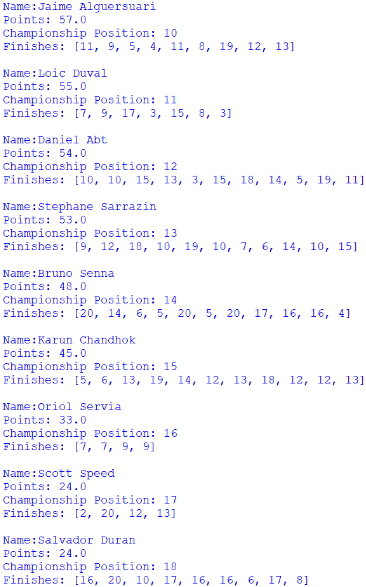 Name:Jaime Alguersuari
Points: 57.0
Championship Position: 10
Finishes: [11, 9, 5, 4, 11, 8, 19, 12, 13]
Name:Loic Duval
Points: 55.0
Championship Position: 11
Finishes: [7, 9, 17, 3, 15, 8, 3]
Name:Daniel Abt
Points: 54.0
Championship Position: 12
Finishes: [10, 10, 15, 13, 3, 15, 18, 14, 5, 19, 11]
Name:Stephane Sarrazin
Points: 53.0
Championship Position: 13
Finishes: [9, 12, 18, 10, 19, 10, 7, 6, 14, 10, 15]
Name:Bruno Senna
Points: 48.0
Championship Position: 14
Finishes: [20, 14, 6, 5, 20, 5, 20, 17, 16, 16, 4]
Name:Karun Chandhok
Points: 45.0
Championship Position: 15
Finishes: [5, 6, 13, 19, 14, 12, 13, 18, 12, 12, 13]
Name:Oriol Servia
Points: 33.0
Championship Position: 16
Finishes: [7, 7, 9, 9]
Name:Scott Speed
Points: 24.0
Championship Position: 17
Finishes: [2, 20, 12, 13]
Name:Salvador Duran
Points: 24.0
Championship Position: 18
Finishes: [16, 20, 10, 17, 16, 16, 6, 17, 8]